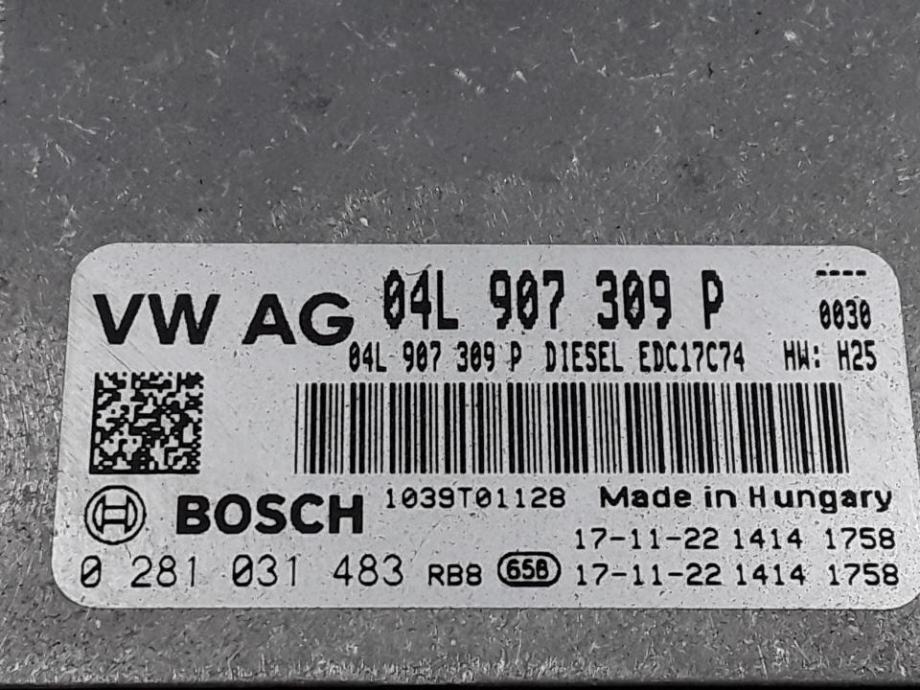 VW AG 04L 907 309 P ----
0030
04L 907 309 P DIESEL EDC17C74 HW: H25
BOSCH 1039T01128 Made in Hungary
17-11-22 1414 1758
0 281 031 483 RB8 65B 17-11-22 1414 1758